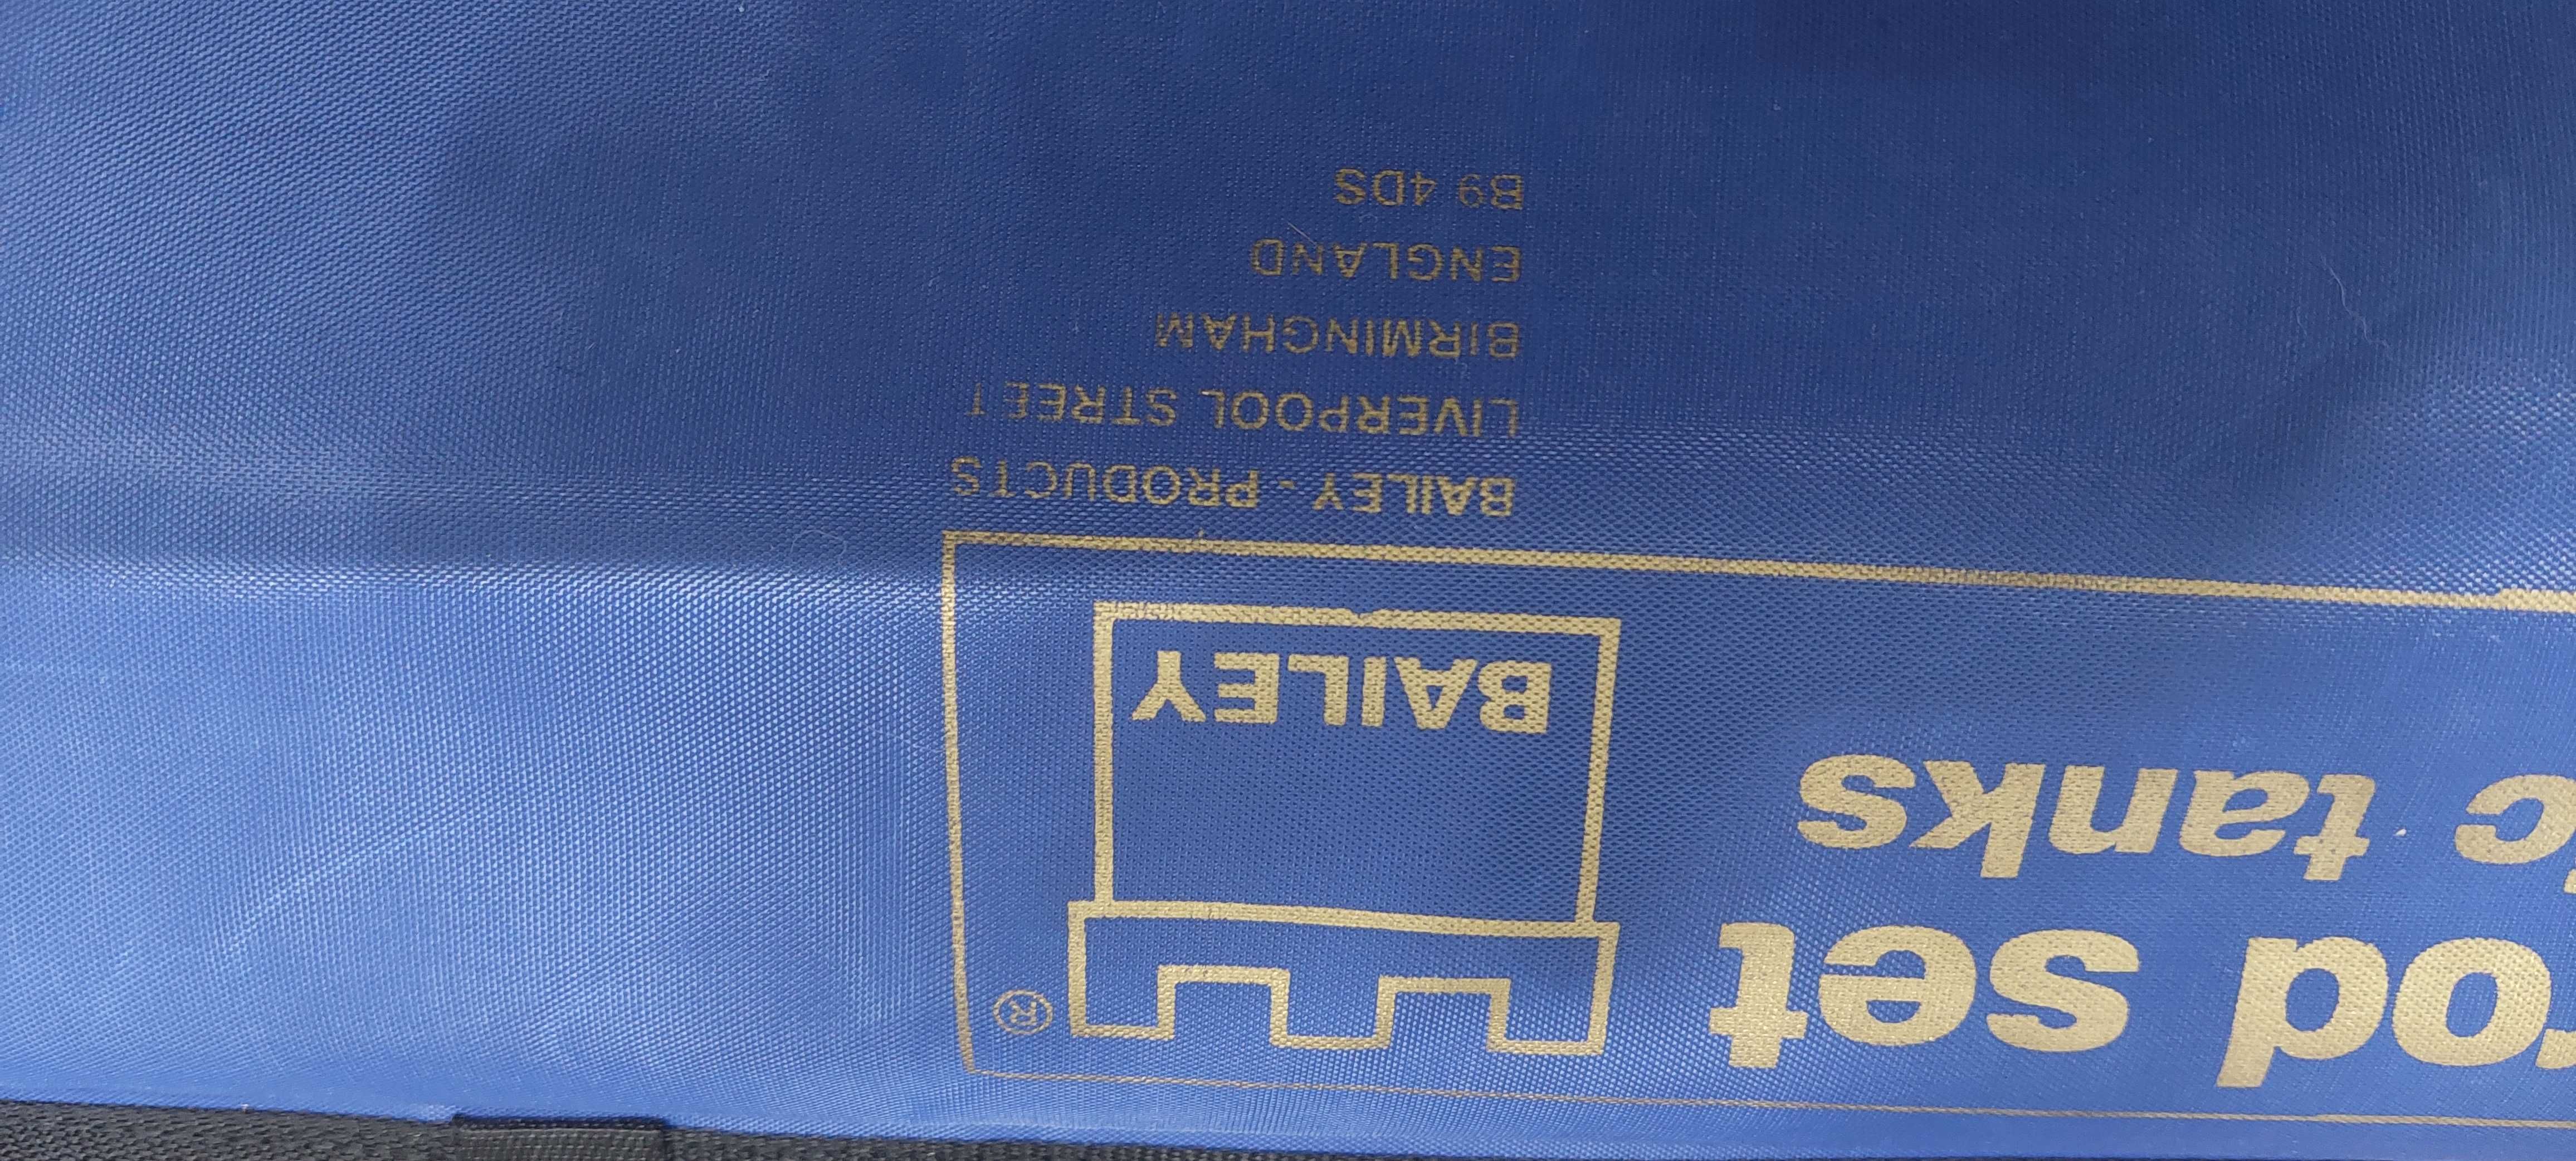 od set
c tanks
®
BAILEY
BAILEY - PRODUCTS
LIVERPOOL STREET
BIRMINGHAM
ENGLAND
B9 4DS